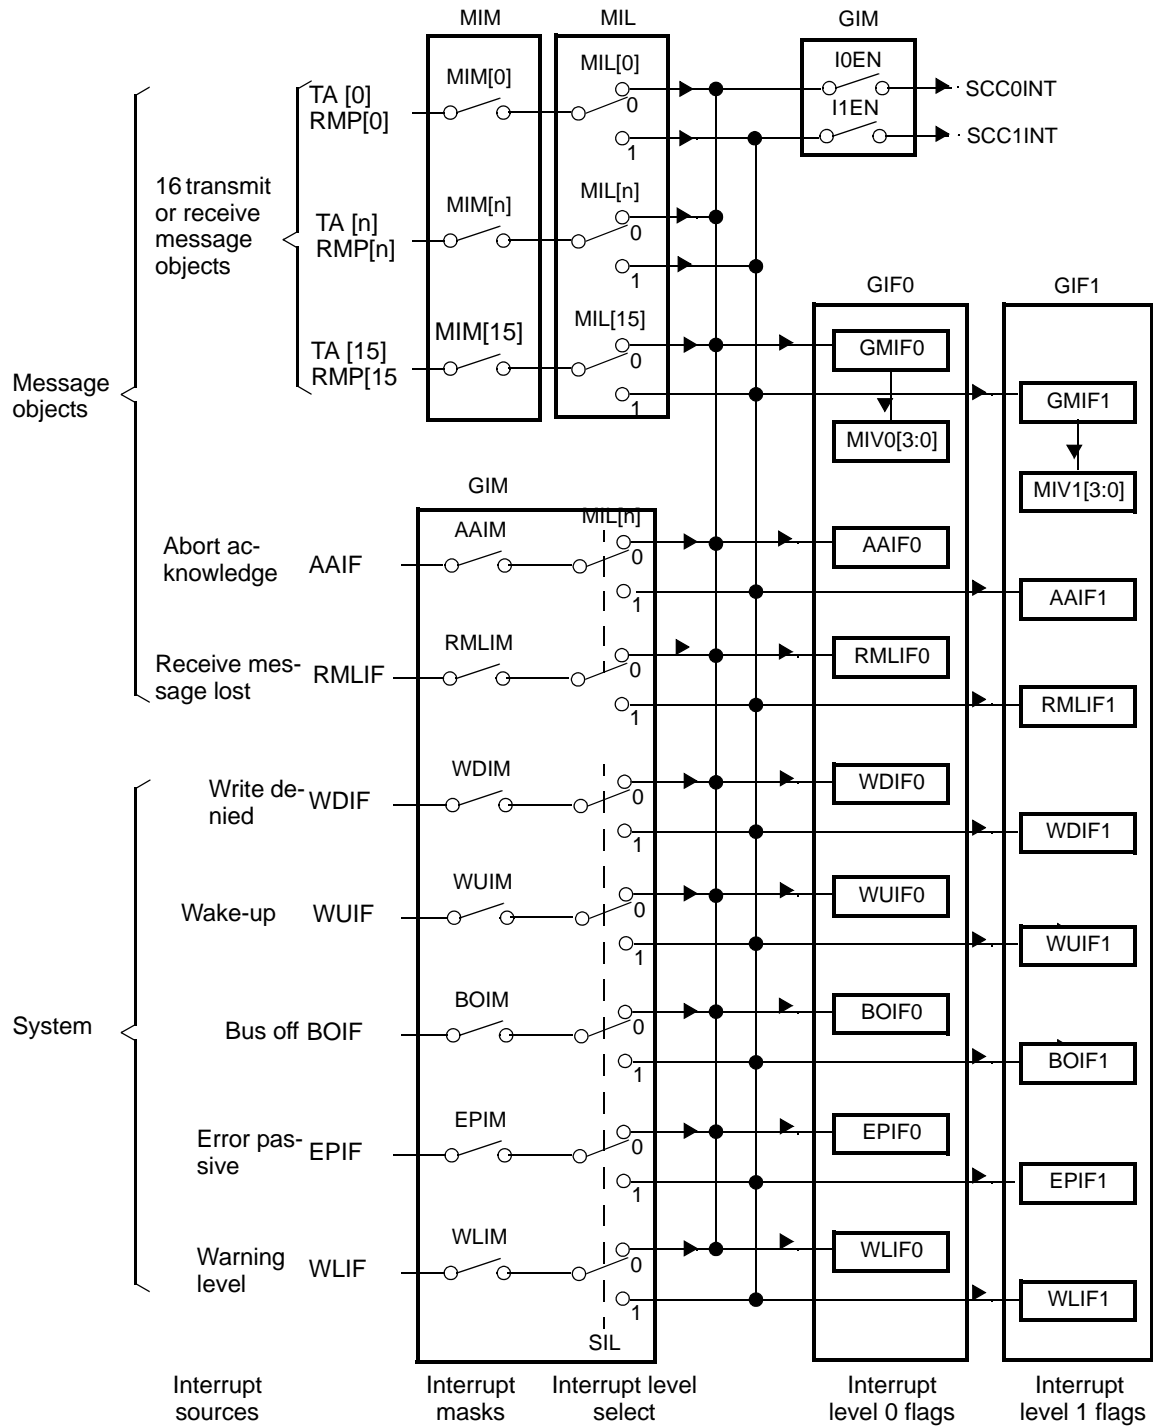 MIM
MIL
GIM
MIM[0]
MIL[0]
0
1
I0EN
SCC0INT
I1EN
SCC1INT
TA [0]
RMP[0]
16 transmit
or receive
message
objects
TA [n]
RMP[n]
MIM[n]
MIL[n]
0
1
GIF0
GIF1
TA [15]
RMP[15
MIM[15]
MIL[15]
0
1
GMIF0
GMIF1
MIV0[3:0]
MIV1[3:0]
Message
objects
GIM
MIL[n]
Abort ac-
knowledge
AAIF
AAIM
0
1
AAIF0
AAIF1
Receive mes-
sage lost
RMLIF
RMLIM
0
1
RMLIF0
RMLIF1
System
Write de-
nied
WDIF
WDIM
0
1
WDIF0
WDIF1
Wake-up
WUIF
WUIM
0
1
WUIF0
WUIF1
Bus off BOIF
BOIM
0
1
BOIF0
BOIF1
Error pas-
sive
EPIF
EPIM
0
1
EPIF0
EPIF1
Warning
level
WLIF
WLIM
0
1
WLIF0
WLIF1
SIL
Interrupt
sources
Interrupt
masks
Interrupt level
select
Interrupt
level 0 flags
Interrupt
level 1 flags